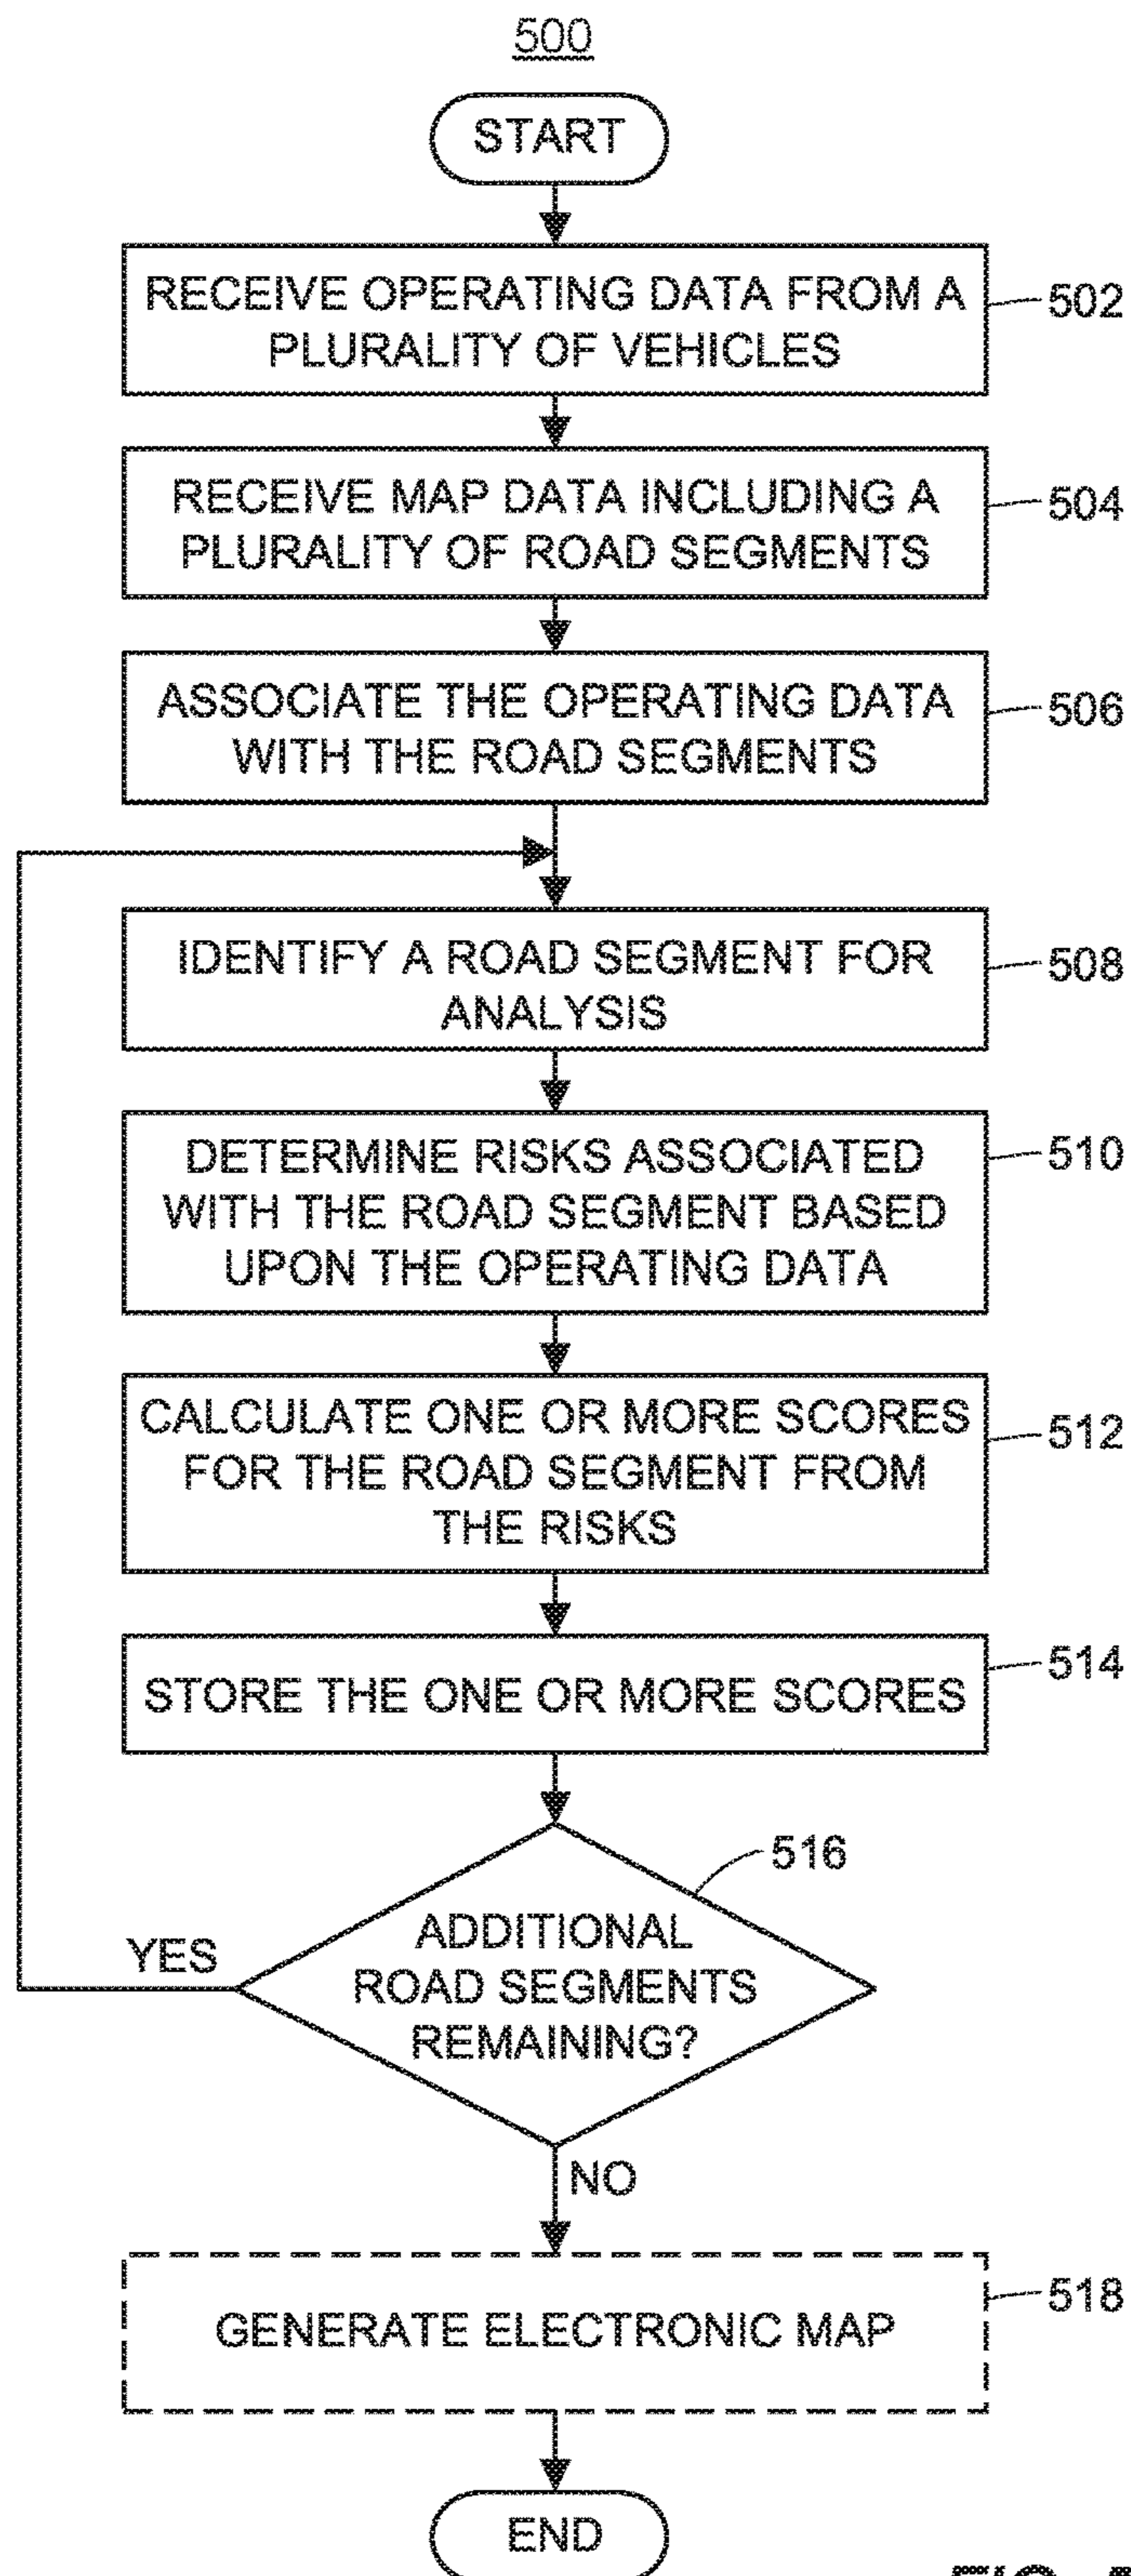 500
START
RECEIVE OPERATING DATA FROM A
PLURALITY OF VEHICLES
502
RECEIVE MAP DATA INCLUDING A
PLURALITY OF ROAD SEGMENTS
504
ASSOCIATE THE OPERATING DATA
WITH THE ROAD SEGMENTS
506
IDENTIFY A ROAD SEGMENT FOR
ANALYSIS
508
DETERMINE RISKS ASSOCIATED
WITH THE ROAD SEGMENT BASED
UPON THE OPERATING DATA
510
CALCULATE ONE OR MORE SCORES
FOR THE ROAD SEGMENT FROM
THE RISKS
512
STORE THE ONE OR MORE SCORES
514
516
ADDITIONAL
ROAD SEGMENTS
REMAINING?
YES
NO
GENERATE ELECTRONIC MAP
518
END